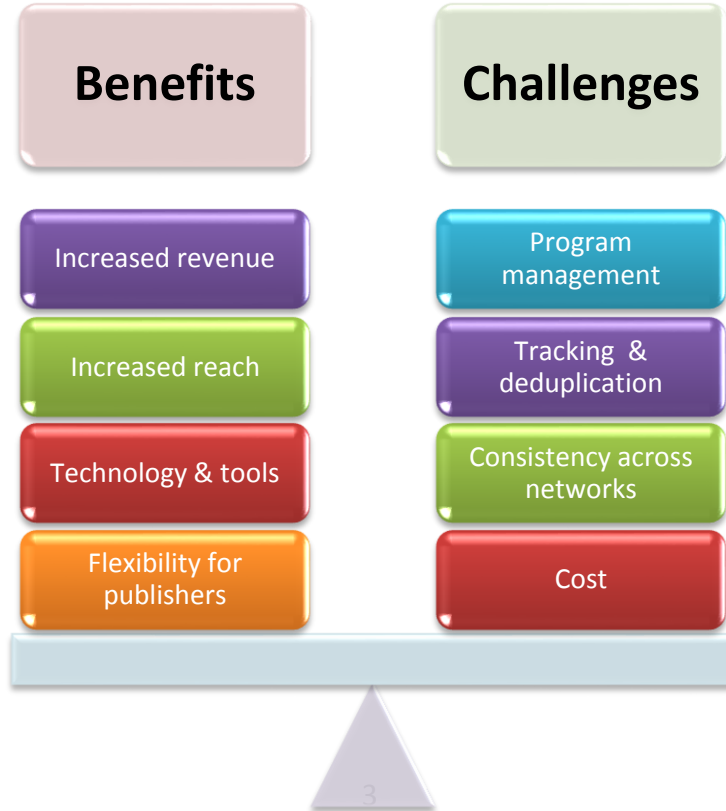 Benefits
Challenges
Increased revenue
Increased reach
Technology & tools
Flexibility for
publishers
Program
management
Tracking & 
deduplication
Consistency across
networks
Cost
3